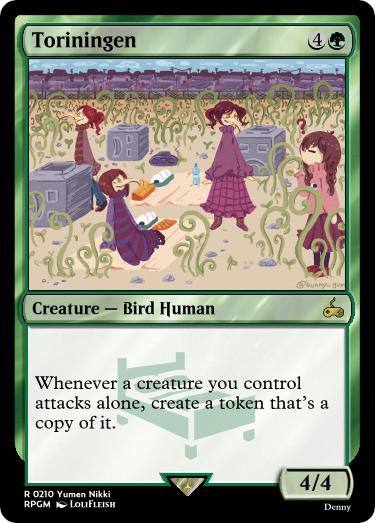 Toriningen 4
@bunny_gum
Creature — Bird Human
Whenever a creature you control
attacks alone, create a token that's a
copy of it.
4/4
R 0210 Yumen Nikki
RPGM LoliFleish
Denny